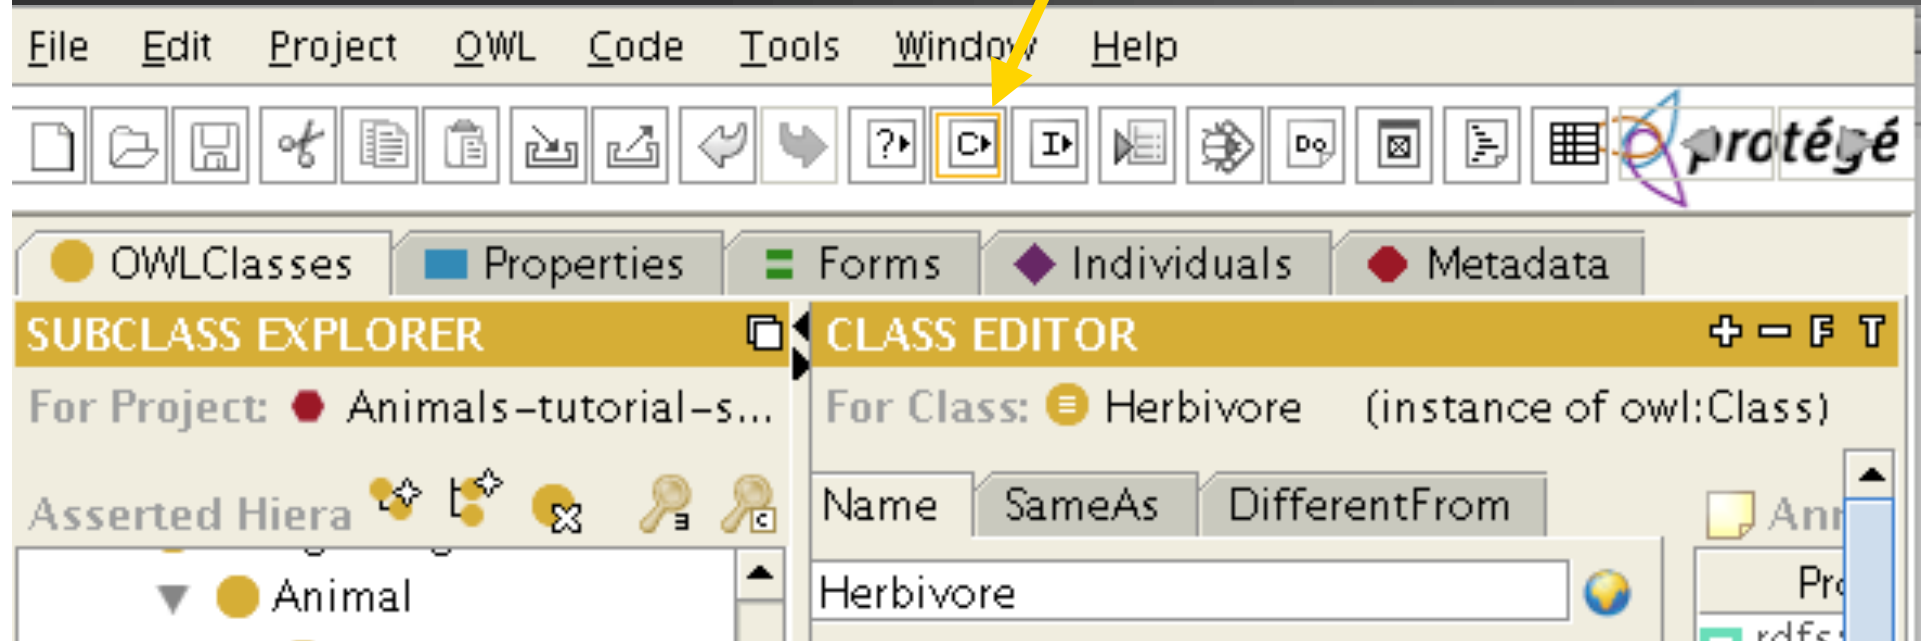 File Edit Project OWL Code Tools Window Help
?▸ C▸ I▸ protégé
OWLClasses Properties Forms Individuals Metadata
SUBCLASS EXPLORER CLASS EDITOR F T
For Project: Animals-tutorial-s... For Class: Herbivore (instance of owl:Class)
Asserted Hiera Name SameAs DifferentFrom
Animal Herbivore
rdfs: